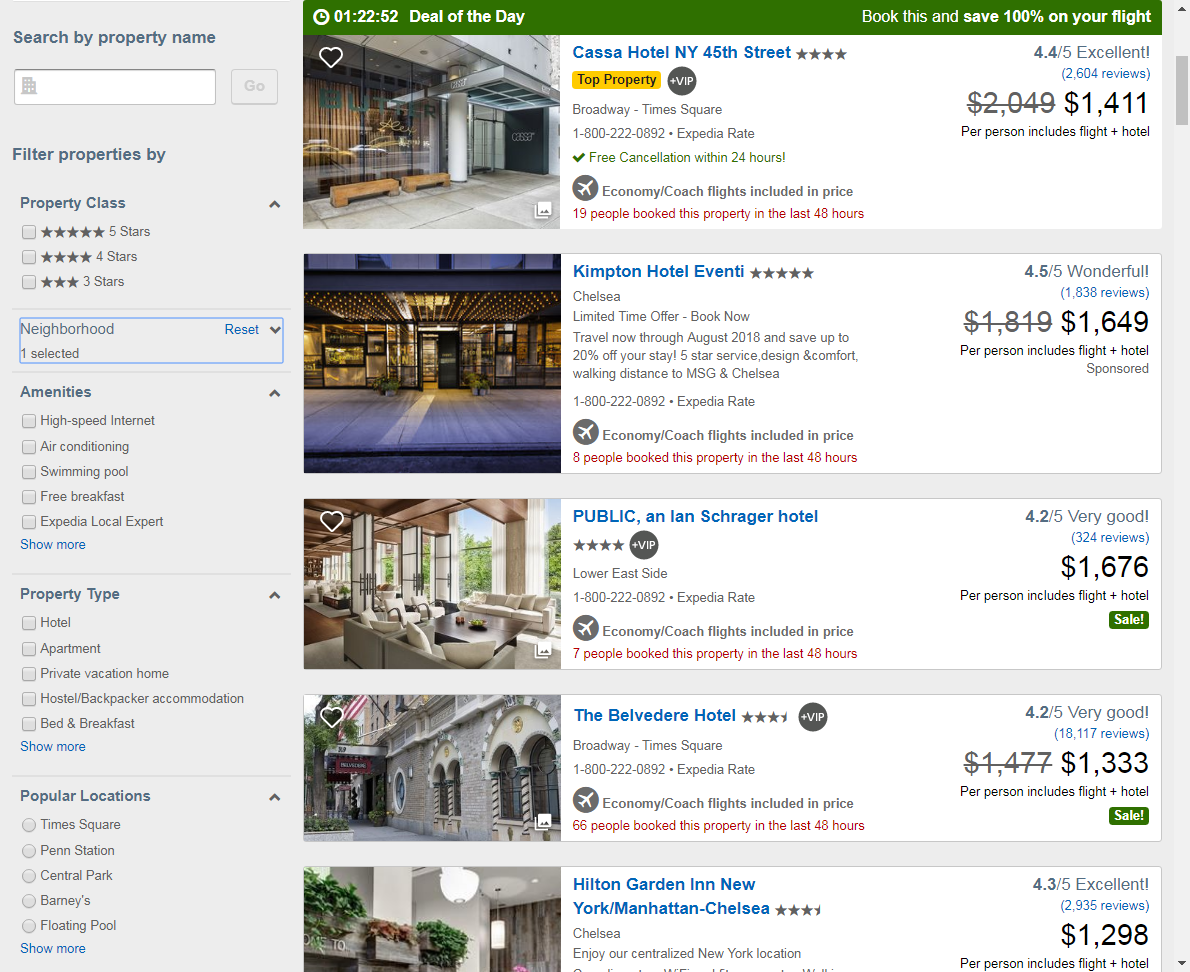 Search by property name
Go
Filter properties by
Property Class
5 Stars
4 Stars
3 Stars
Neighborhood
Reset
1 selected
Amenities
High-speed Internet
Air conditioning
Swimming pool
Free breakfast
Expedia Local Expert
Show more
Property Type
Hotel
Apartment
Private vacation home
Hostel/Backpacker accommodation
Bed & Breakfast
Show more
Popular Locations
Times Square
Penn Station
Central Park
Barney's
Floating Pool
Show more
01:22:52 Deal of the Day
Book this and save 100% on your flight
Cassa Hotel NY 45th Street
Top Property +VIP
Broadway - Times Square
1-800-222-0892 • Expedia Rate
Free Cancellation within 24 hours!
Economy/Coach flights included in price
19 people booked this property in the last 48 hours
4.4/5 Excellent!
(2,604 reviews)
$2,049 $1,411
Per person includes flight + hotel
Kimpton Hotel Eventi
Chelsea
Limited Time Offer - Book Now
Travel now through August 2018 and save up to
20% off your stay! 5 star service,design &comfort,
walking distance to MSG & Chelsea
1-800-222-0892 • Expedia Rate
Economy/Coach flights included in price
8 people booked this property in the last 48 hours
4.5/5 Wonderful!
(1,838 reviews)
$1,819 $1,649
Per person includes flight + hotel
Sponsored
PUBLIC, an Ian Schrager hotel
+VIP
Lower East Side
1-800-222-0892 • Expedia Rate
Economy/Coach flights included in price
7 people booked this property in the last 48 hours
4.2/5 Very good!
(324 reviews)
$1,676
Per person includes flight + hotel
Sale!
BELVEDERE
The Belvedere Hotel +VIP
Broadway - Times Square
1-800-222-0892 • Expedia Rate
Economy/Coach flights included in price
66 people booked this property in the last 48 hours
4.2/5 Very good!
(18,117 reviews)
$1,477 $1,333
Per person includes flight + hotel
Sale!
Hilton Garden Inn New
York/Manhattan-Chelsea
Chelsea
Enjoy our centralized New York location
4.3/5 Excellent!
(2,935 reviews)
$1,298
Per person includes flight + hotel